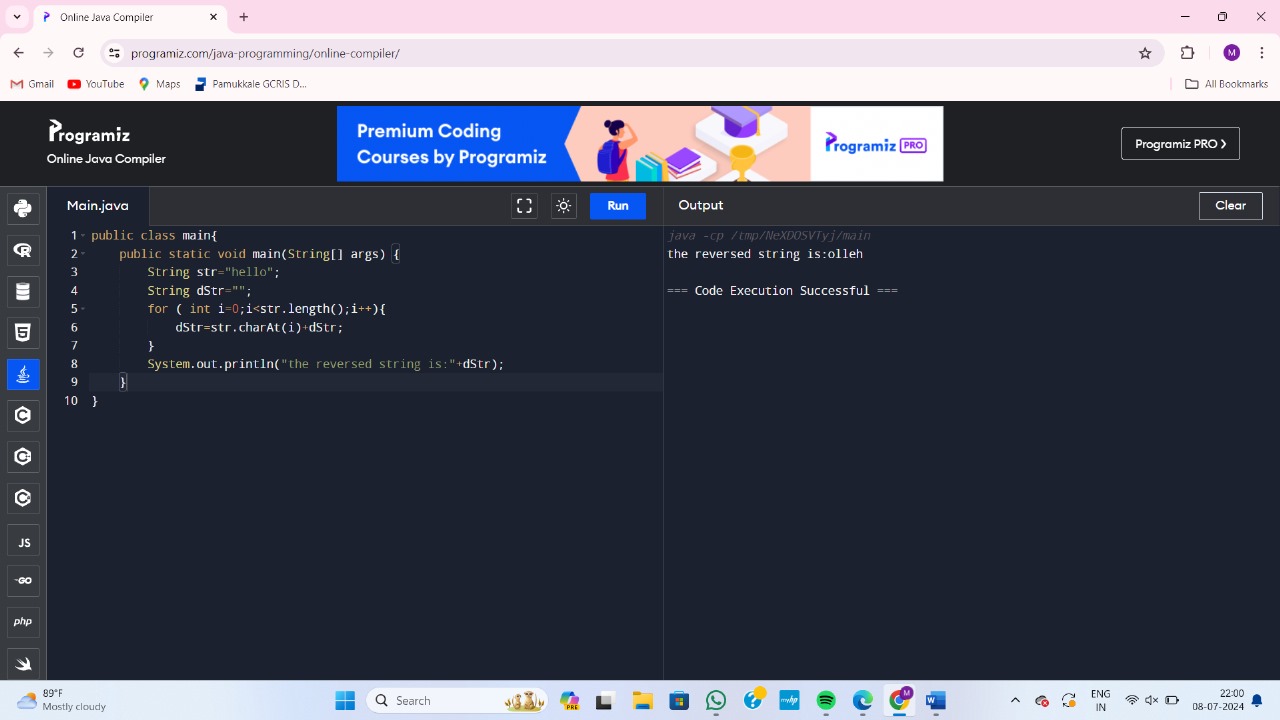 Online Java Compiler
programiz.com/java-programming/online-compiler/
M
Gmail
YouTube
Maps
Pamukkale GCRIS D...
All Bookmarks
Programiz
Online Java Compiler
Premium Coding
Courses by Programiz
Programiz PRO
Programiz PRO ❯
Main.java
Run
Output
Clear
1 public class main{
2     public static void main(String[] args) {
3         String str="hello";
4         String dStr="";
5         for ( int i=0;i<str.length();i++){
6             dStr=str.charAt(i)+dStr;
7         }
8         System.out.println("the reversed string is:"+dStr);
9     }
10 }
java -cp /tmp/NeXDOSVTyj/main
the reversed string is:olleh
=== Code Execution Successful ===
JS
GO
php
89°F
Mostly cloudy
Search
PRE
myhp
M
W
ENG
IN
22:00
08-07-2024